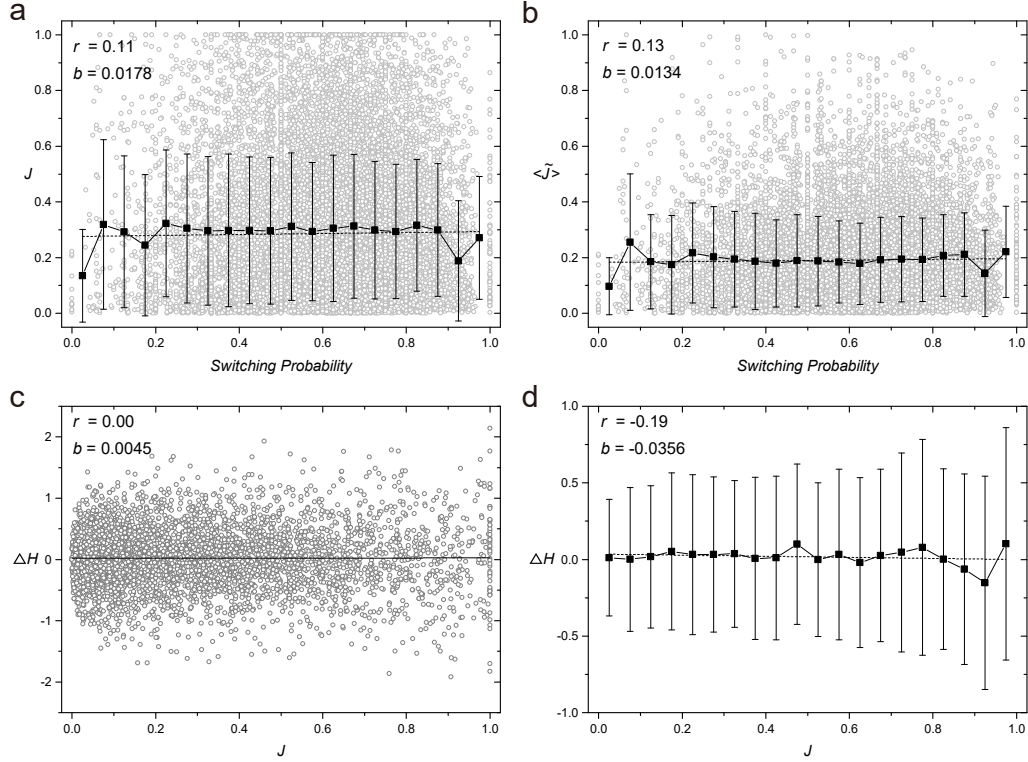 a
r = 0.11
b = 0.0178
1.0
0.8
0.6
0.4
0.2
0.0
J
0.0 0.2 0.4 0.6 0.8 1.0
Switching Probability
b
r = 0.13
b = 0.0134
1.0
0.8
0.6
0.4
0.2
0.0
0.0 0.2 0.4 0.6 0.8 1.0
Switching Probability
c
r = 0.00
b = 0.0045
2
1
0
-1
-2
△H
0.0 0.2 0.4 0.6 0.8 1.0
J
d
r = -0.19
b = -0.0356
1.0
0.5
0.0
-0.5
-1.0
△H
0.0 0.2 0.4 0.6 0.8 1.0
J